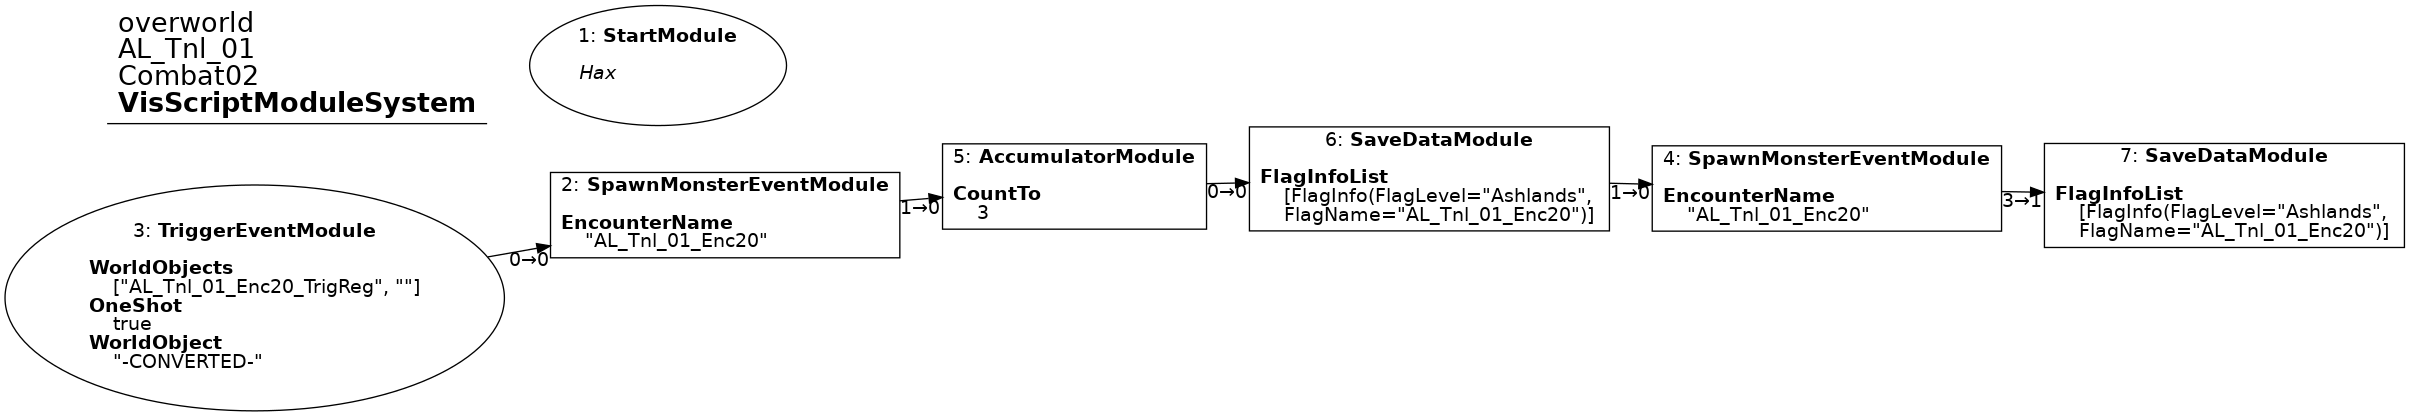 overworld
AL_Tnl_01
Combat02
VisScriptModuleSystem
1: StartModule
Hax
3: TriggerEventModule
WorldObjects
["AL_Tnl_01_Enc20_TrigReg", ""]
OneShot
true
WorldObject
"-CONVERTED-"
0→0
2: SpawnMonsterEventModule
EncounterName
"AL_Tnl_01_Enc20"
1→0
5: AccumulatorModule
CountTo
3
0→0
6: SaveDataModule
FlagInfoList
[FlagInfo(FlagLevel="Ashlands",
FlagName="AL_Tnl_01_Enc20")]
1→0
4: SpawnMonsterEventModule
EncounterName
"AL_Tnl_01_Enc20"
3→1
7: SaveDataModule
FlagInfoList
[FlagInfo(FlagLevel="Ashlands",
FlagName="AL_Tnl_01_Enc20")]